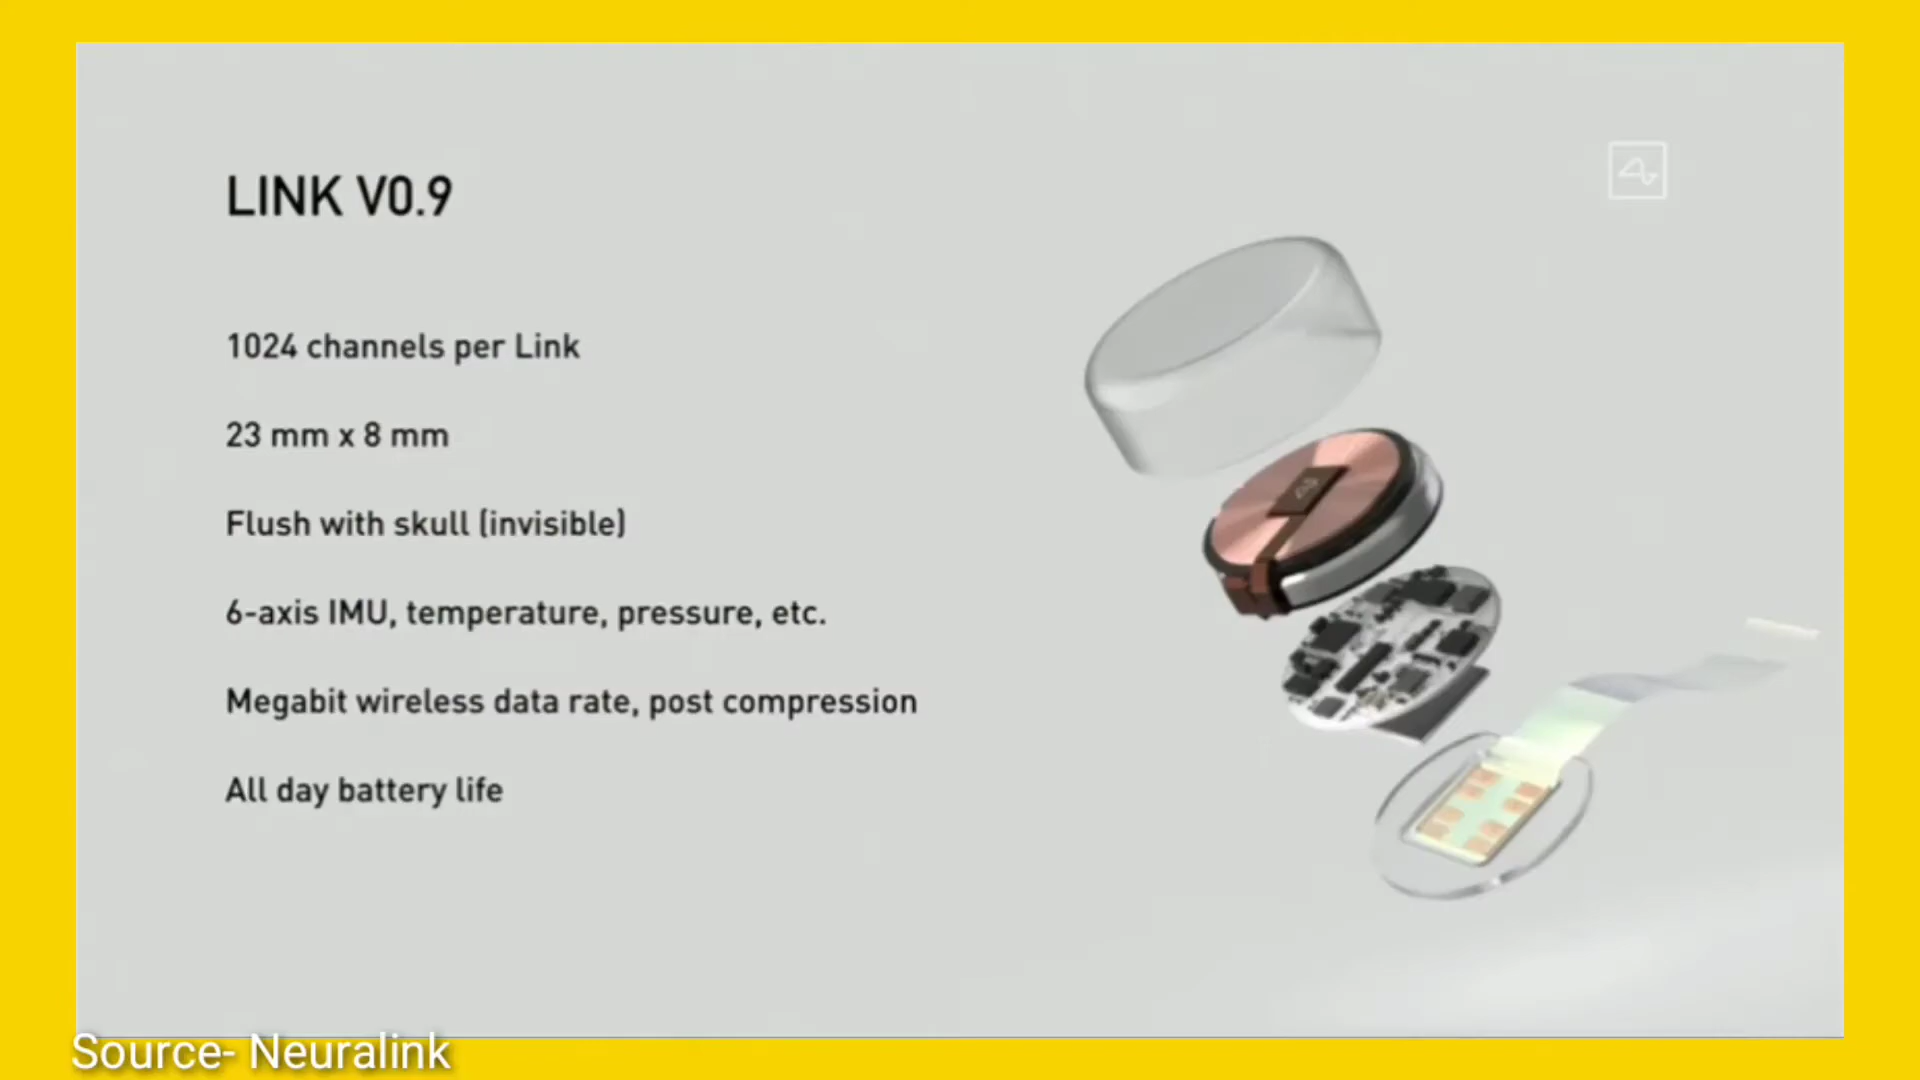 LINK V0.9
1024 channels per Link
23 mm x 8 mm
Flush with skull (invisible)
6-axis IMU, temperature, pressure, etc.
Megabit wireless data rate, post compression
All day battery life
Source- Neuralink